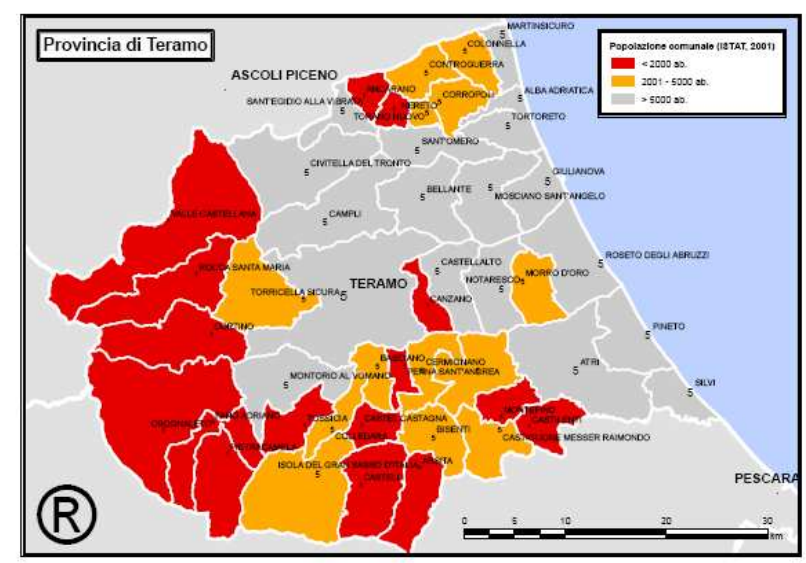 Provincia di Teramo
Popolazione comunale (ISTAT, 2001)
< 2000 ab.
2001 - 5000 ab.
> 5000 ab.
MARTINSICURO
COLONNELLA
CONTROGUERRA
ASCOLI PICENO
ANCARANO
CORROPOLI
ALBA ADRIATICA
SANT'EGIDIO ALLA VIBRATA
NERETO
TORANO NUOVO
TORTORETO
SANT'OMERO
CIVITELLA DEL TRONTO
GIULIANOVA
BELLANTE
MOSCIANO SANT'ANGELO
VALLE CASTELLANA
CAMPLI
ROSETO DEGLI ABRUZZI
CASTELLALTO
ROCCA SANTA MARIA
MORRO D'ORO
NOTARESCO
TERAMO
TORRICELLA SICURA
CANZANO
PINETO
CORTINO
BASCIANO
CERMIGNANO
PENNA SANT'ANDREA
ATRI
MONTORIO AL VOMANO
SILVI
MONTEFINO
CASTILENTI
FANO ADRIANO
TOSSICIA
CASTEL CASTAGNA
CROGNALETO
BISENTI
COLLEDARA
CASTIGLIONE MESSER RAIMONDO
PIETRACAMELA
ISOLA DEL GRAN SASSO D'ITALIA
ARSITA
CASTELLI
PESCARA
R
0 5 10 20 30
km